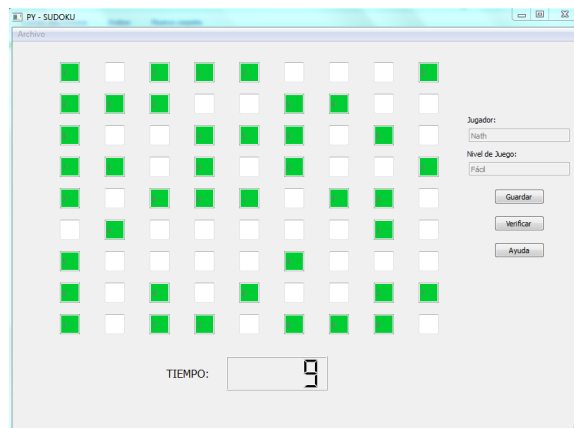 PY - SUDOKU
Archivo
Jugador:
Nath
Nivel de Juego:
Fácil
Guardar
Verificar
Ayuda
TIEMPO:
9